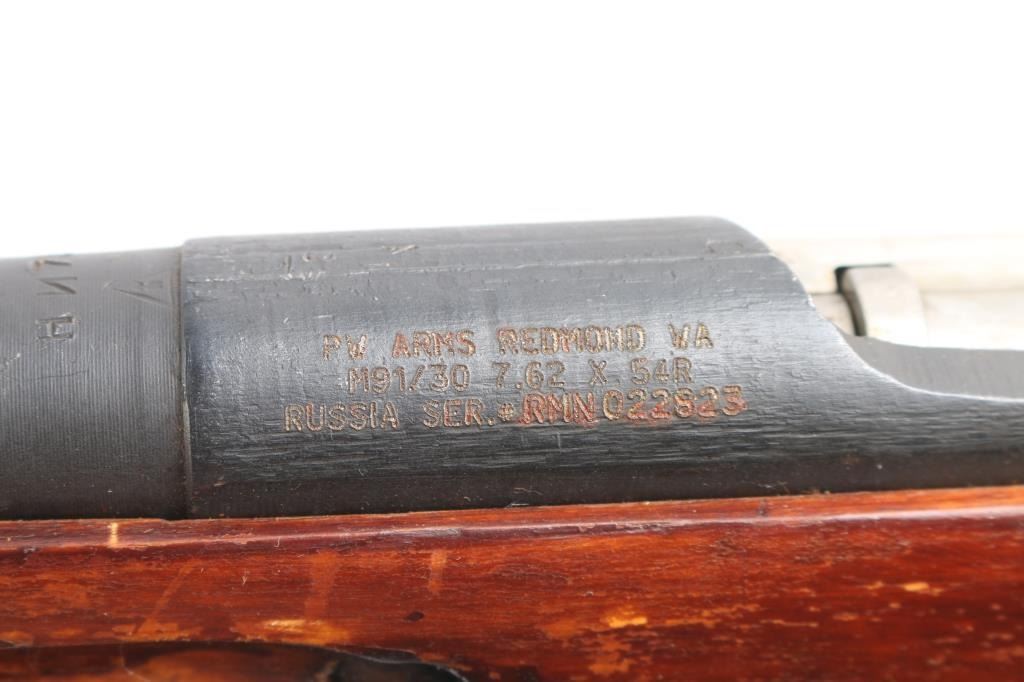 PW ARMS REDMOND WA
M91/30 7.62 X 54R
RUSSIA SER.# RMN022823